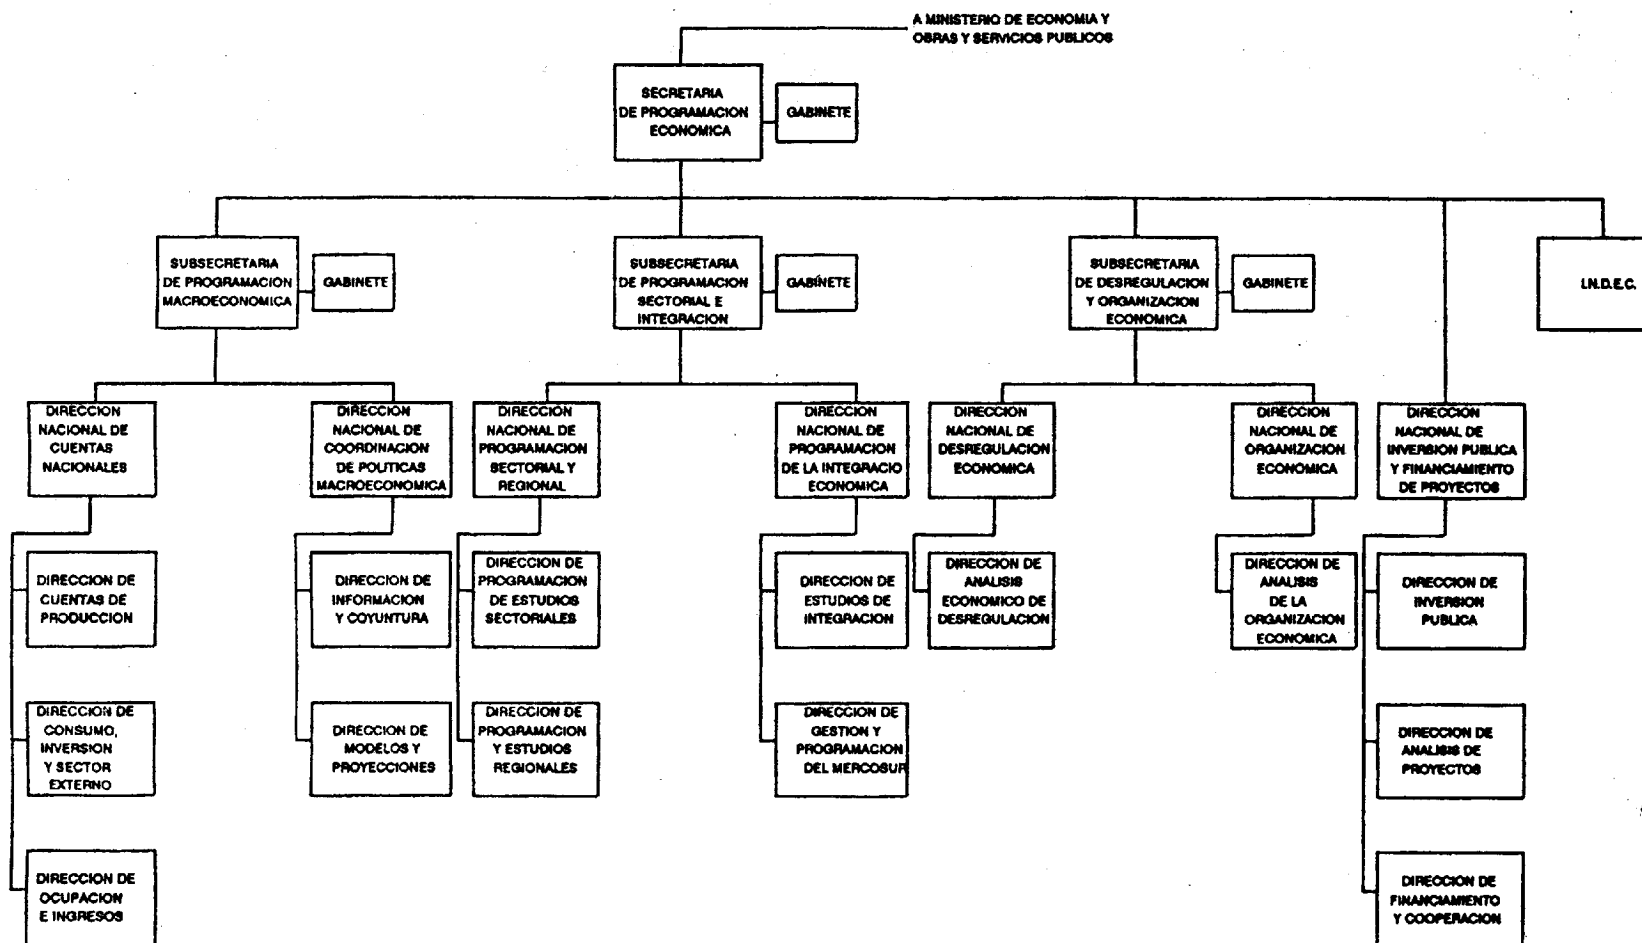 A MINISTERIO DE ECONOMIA Y
OBRAS Y SERVICIOS PUBLICOS
SECRETARIA
DE PROGRAMACION
ECONOMICA
GABINETE
SUBSECRETARIA
DE PROGRAMACION
MACROECONOMICA
GABINETE
SUBSECRETARIA
DE PROGRAMACION
SECTORIAL E
INTEGRACION
GABINETE
SUBSECRETARIA
DE DESREGULACION
Y ORGANIZACION
ECONOMICA
GABINETE
I.N.D.E.C.
DIRECCION
NACIONAL DE
CUENTAS
NACIONALES
DIRECCION
NACIONAL DE
COORDINACION
DE POLITICAS
MACROECONOMICA
DIRECCION
NACIONAL DE
PROGRAMACION
SECTORIAL Y
REGIONAL
DIRECCION
NACIONAL DE
PROGRAMACION
DE LA INTEGRACIO
ECONOMICA
DIRECCION
NACIONAL DE
DESREGULACION
ECONOMICA
DIRECCION
NACIONAL DE
ORGANIZACION
ECONOMICA
DIRECCION
NACIONAL DE
INVERSION PUBLICA
Y FINANCIAMIENTO
DE PROYECTOS
DIRECCION DE
CUENTAS DE
PRODUCCION
DIRECCION DE
INFORMACION
Y COYUNTURA
DIRECCION DE
PROGRAMACION
DE ESTUDIOS
SECTORIALES
DIRECCION DE
ESTUDIOS DE
INTEGRACION
DIRECCION DE
ANALISIS
ECONOMICO DE
DESREGULACION
DIRECCION DE
ANALISIS
DE LA
ORGANIZACION
ECONOMICA
DIRECCION DE
INVERSION
PUBLICA
DIRECCION DE
CONSUMO,
INVERSION
Y SECTOR
EXTERNO
DIRECCION DE
MODELOS Y
PROYECCIONES
DIRECCION DE
PROGRAMACION
Y ESTUDIOS
REGIONALES
DIRECCION DE
GESTION Y
PROGRAMACION
DEL MERCOSUR
DIRECCION DE
ANALISIS DE
PROYECTOS
DIRECCION DE
OCUPACION
E INGRESOS
DIRECCION DE
FINANCIAMIENTO
Y COOPERACION